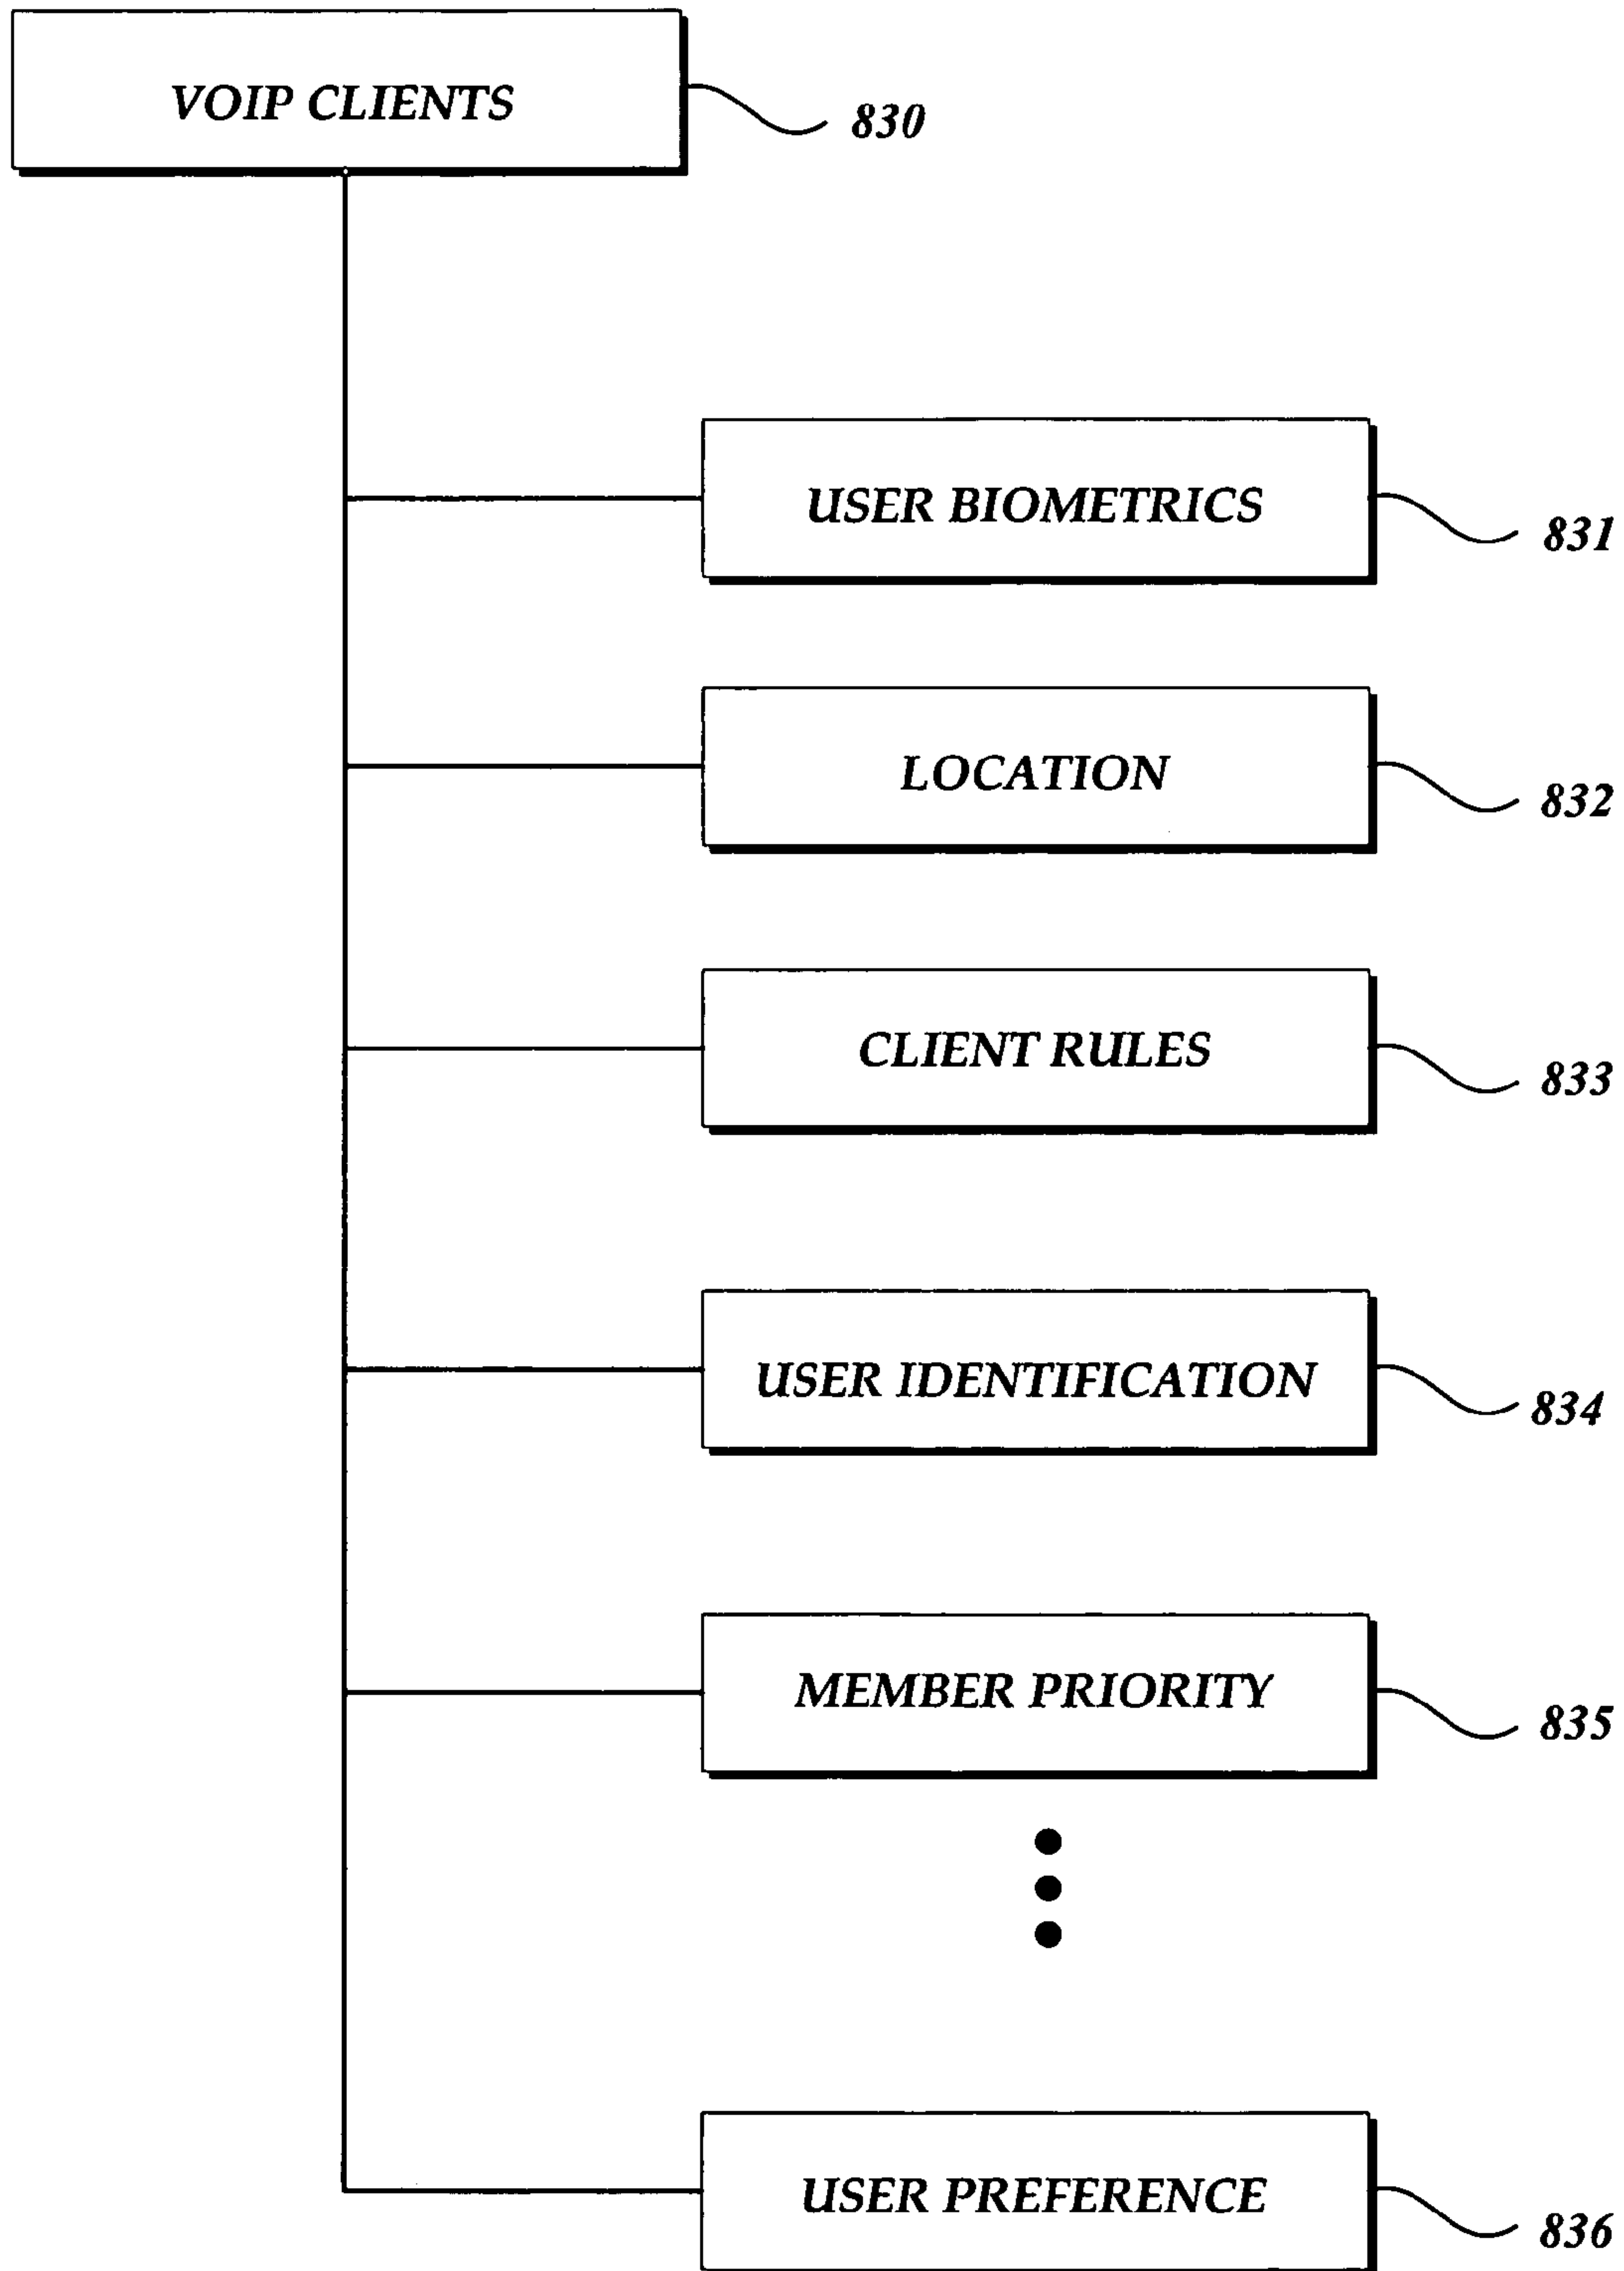 VOIP CLIENTS
830
USER BIOMETRICS
831
LOCATION
832
CLIENT RULES
833
USER IDENTIFICATION
834
MEMBER PRIORITY
835
USER PREFERENCE
836